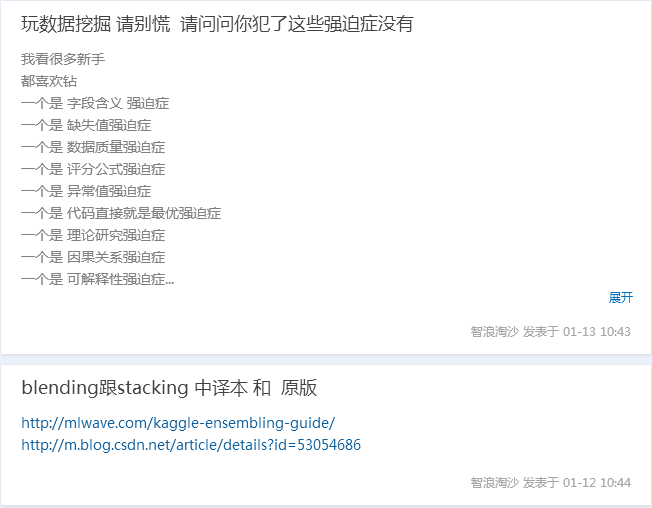 玩数据挖掘 请别慌  请问问你犯了这些强迫症没有
我看很多新手
都喜欢钻
一个是 字段含义 强迫症
一个是 缺失值强迫症
一个是 数据质量强迫症
一个是 评分公式强迫症
一个是 异常值强迫症
一个是 代码直接就是最优强迫症
一个是 理论研究强迫症
一个是 因果关系强迫症
一个是 可解释性强迫症...
展开
智浪淘沙 发表于 01-13 10:43
blending跟stacking 中译本 和  原版
http://mlwave.com/kaggle-ensembling-guide/
http://m.blog.csdn.net/article/details?id=53054686
智浪淘沙 发表于 01-12 10:44